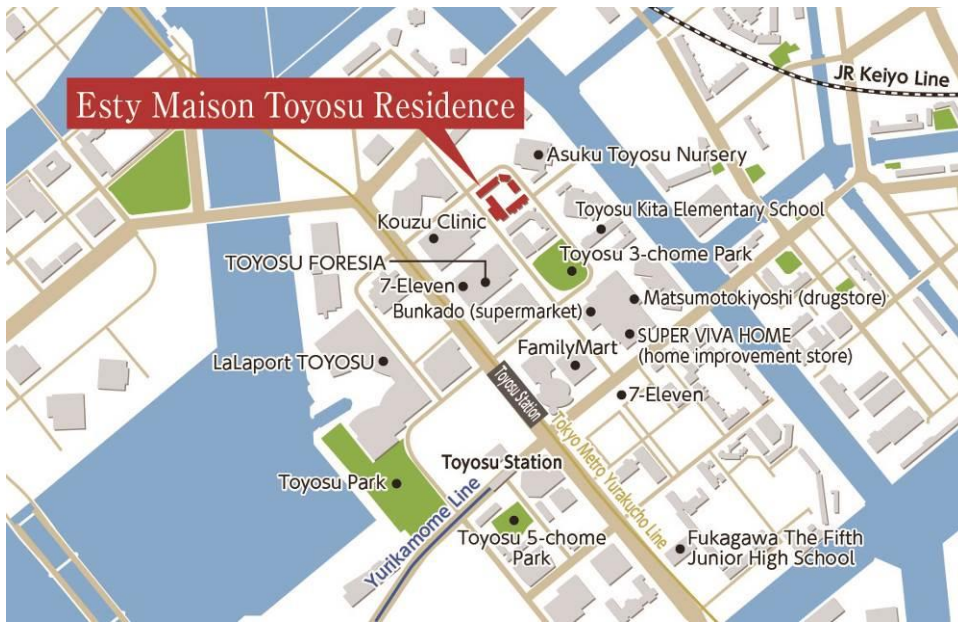 JR Keiyo Line
Esty Maison Toyosu Residence
Asuku Toyosu Nursery
Kouzu Clinic
Toyosu Kita Elementary School
TOYOSU FORESIA
Toyosu 3-chome Park
7-Eleven
Matsumotokiyoshi (drugstore)
Bunkado (supermarket)
SUPER VIVA HOME
(home improvement store)
FamilyMart
LaLaport TOYOSU
Toyosu Station
7-Eleven
Tokyo Metro Yurakucho Line
Toyosu Station
Toyosu Park
Yurikamome Line
Toyosu 5-chome
Park
Fukagawa The Fifth
Junior High School